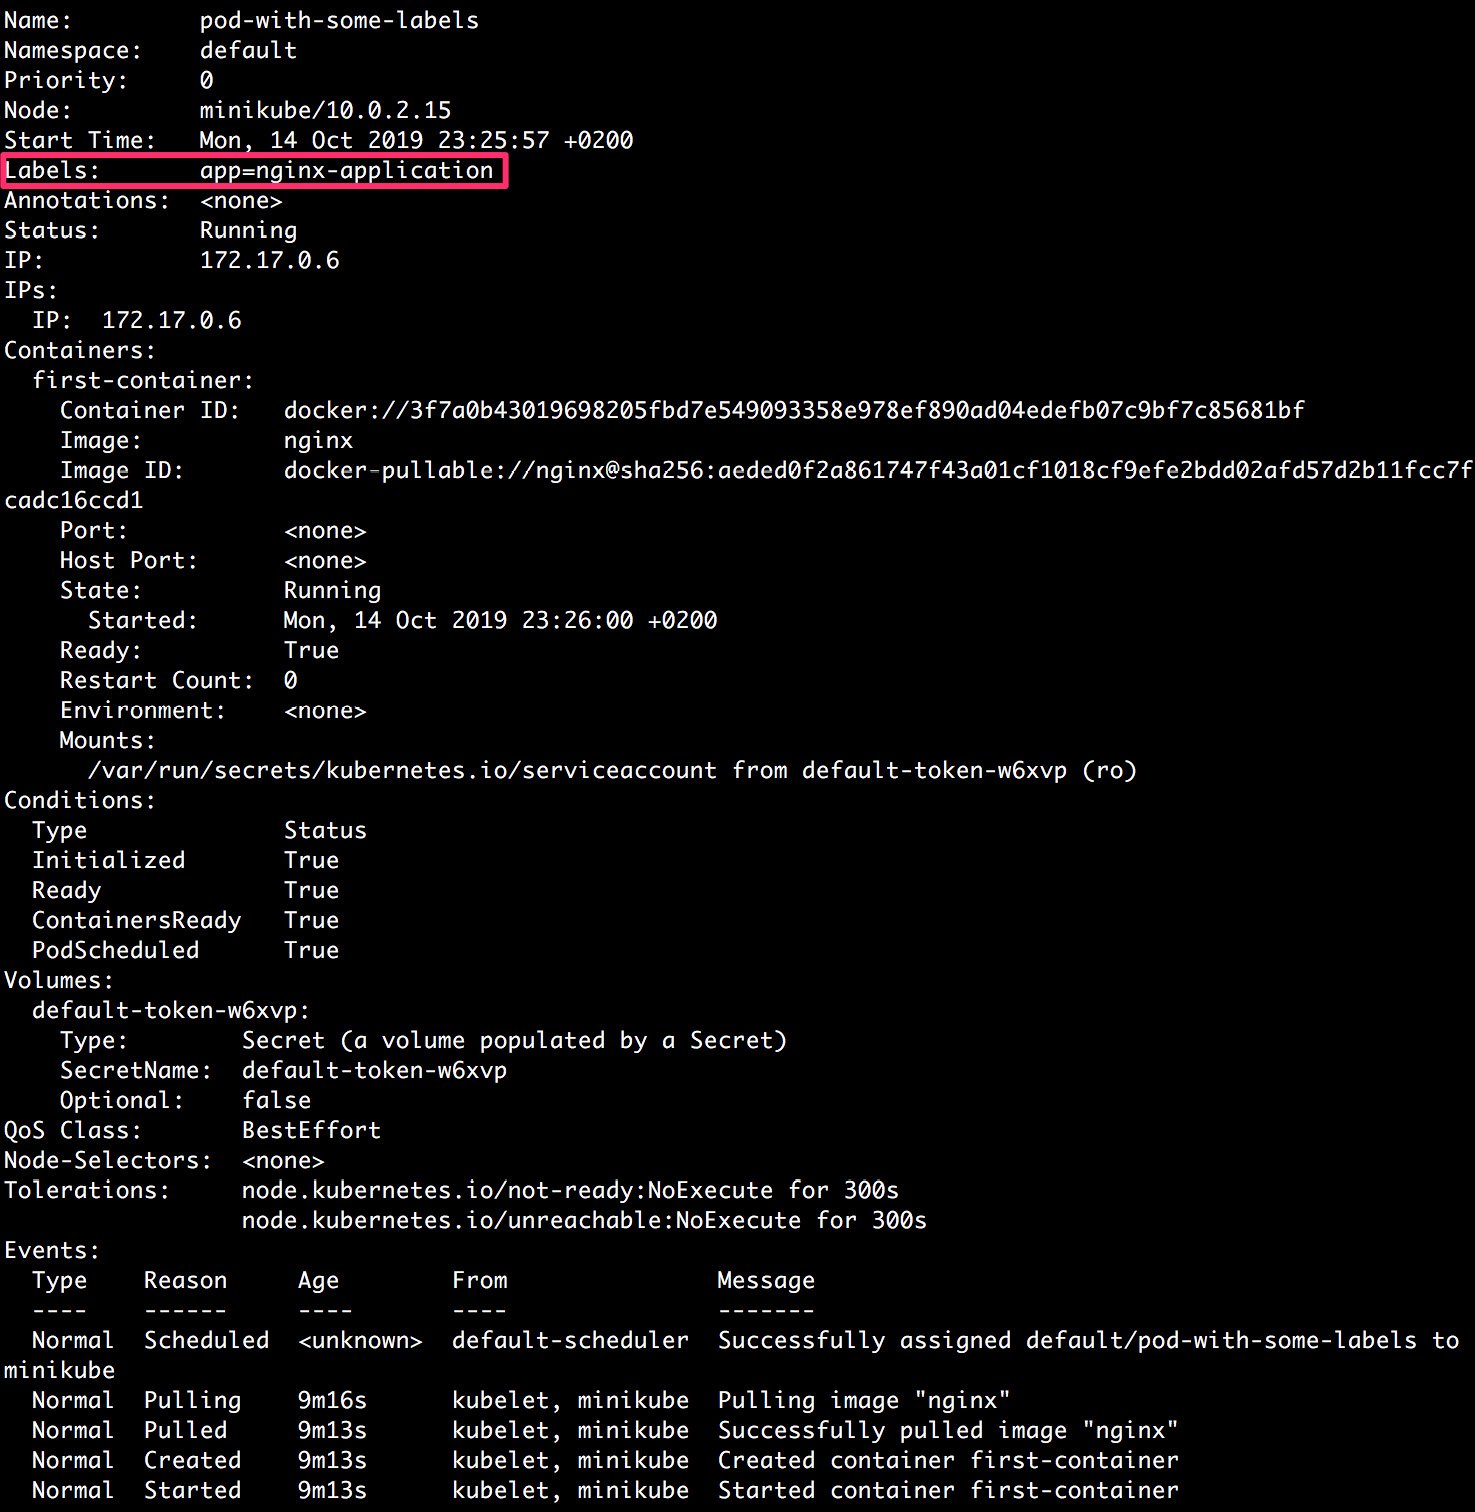 Name:         pod-with-some-labels
Namespace:    default
Priority:     0
Node:         minikube/10.0.2.15
Start Time:   Mon, 14 Oct 2019 23:25:57 +0200
Labels:       app=nginx-application
Annotations:  <none>
Status:       Running
IP:           172.17.0.6
IPs:
  IP:  172.17.0.6
Containers:
  first-container:
    Container ID:   docker://3f7a0b43019698205fbd7e549093358e978ef890ad04edefb07c9bf7c85681bf
    Image:          nginx
    Image ID:       docker-pullable://nginx@sha256:aeded0f2a861747f43a01cf1018cf9efe2bdd02afd57d2b11fcc7f
cadc16ccd1
    Port:           <none>
    Host Port:      <none>
    State:          Running
      Started:      Mon, 14 Oct 2019 23:26:00 +0200
    Ready:          True
    Restart Count:  0
    Environment:    <none>
    Mounts:
      /var/run/secrets/kubernetes.io/serviceaccount from default-token-w6xvp (ro)
Conditions:
  Type              Status
  Initialized       True
  Ready             True
  ContainersReady   True
  PodScheduled      True
Volumes:
  default-token-w6xvp:
    Type:        Secret (a volume populated by a Secret)
    SecretName:  default-token-w6xvp
    Optional:    false
QoS Class:       BestEffort
Node-Selectors:  <none>
Tolerations:     node.kubernetes.io/not-ready:NoExecute for 300s
                 node.kubernetes.io/unreachable:NoExecute for 300s
Events:
  Type    Reason     Age        From               Message
  ----    ------     ----       ----               -------
  Normal  Scheduled  <unknown>  default-scheduler  Successfully assigned default/pod-with-some-labels to
minikube
  Normal  Pulling    9m16s      kubelet, minikube  Pulling image "nginx"
  Normal  Pulled     9m13s      kubelet, minikube  Successfully pulled image "nginx"
  Normal  Created    9m13s      kubelet, minikube  Created container first-container
  Normal  Started    9m13s      kubelet, minikube  Started container first-container